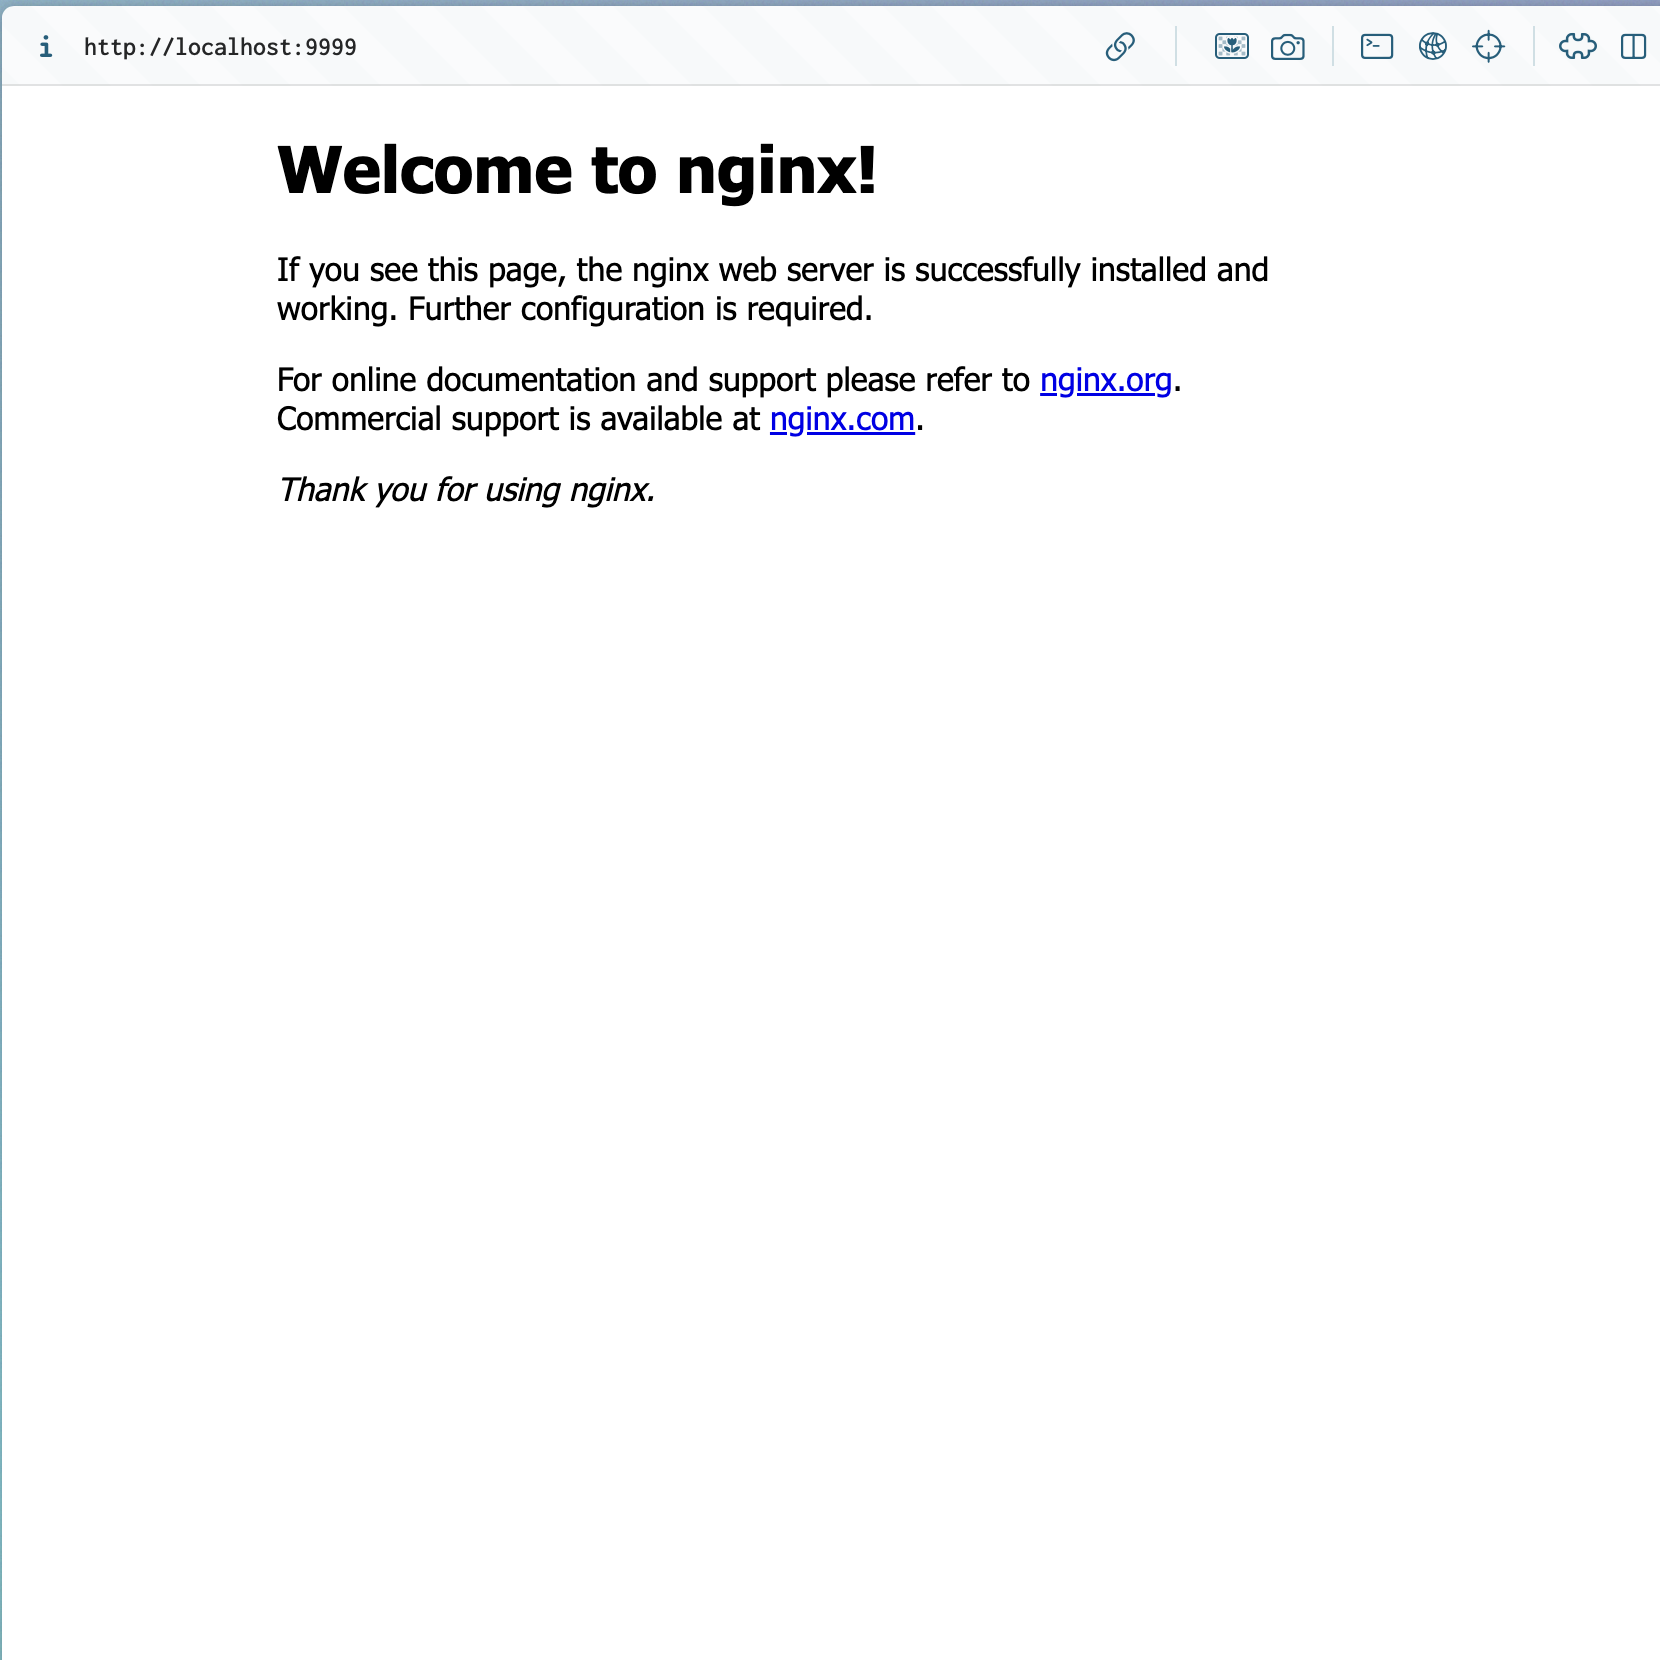 http://localhost:9999
Welcome to nginx!
If you see this page, the nginx web server is successfully installed and
working. Further configuration is required.
For online documentation and support please refer to nginx.org.
Commercial support is available at nginx.com.
Thank you for using nginx.